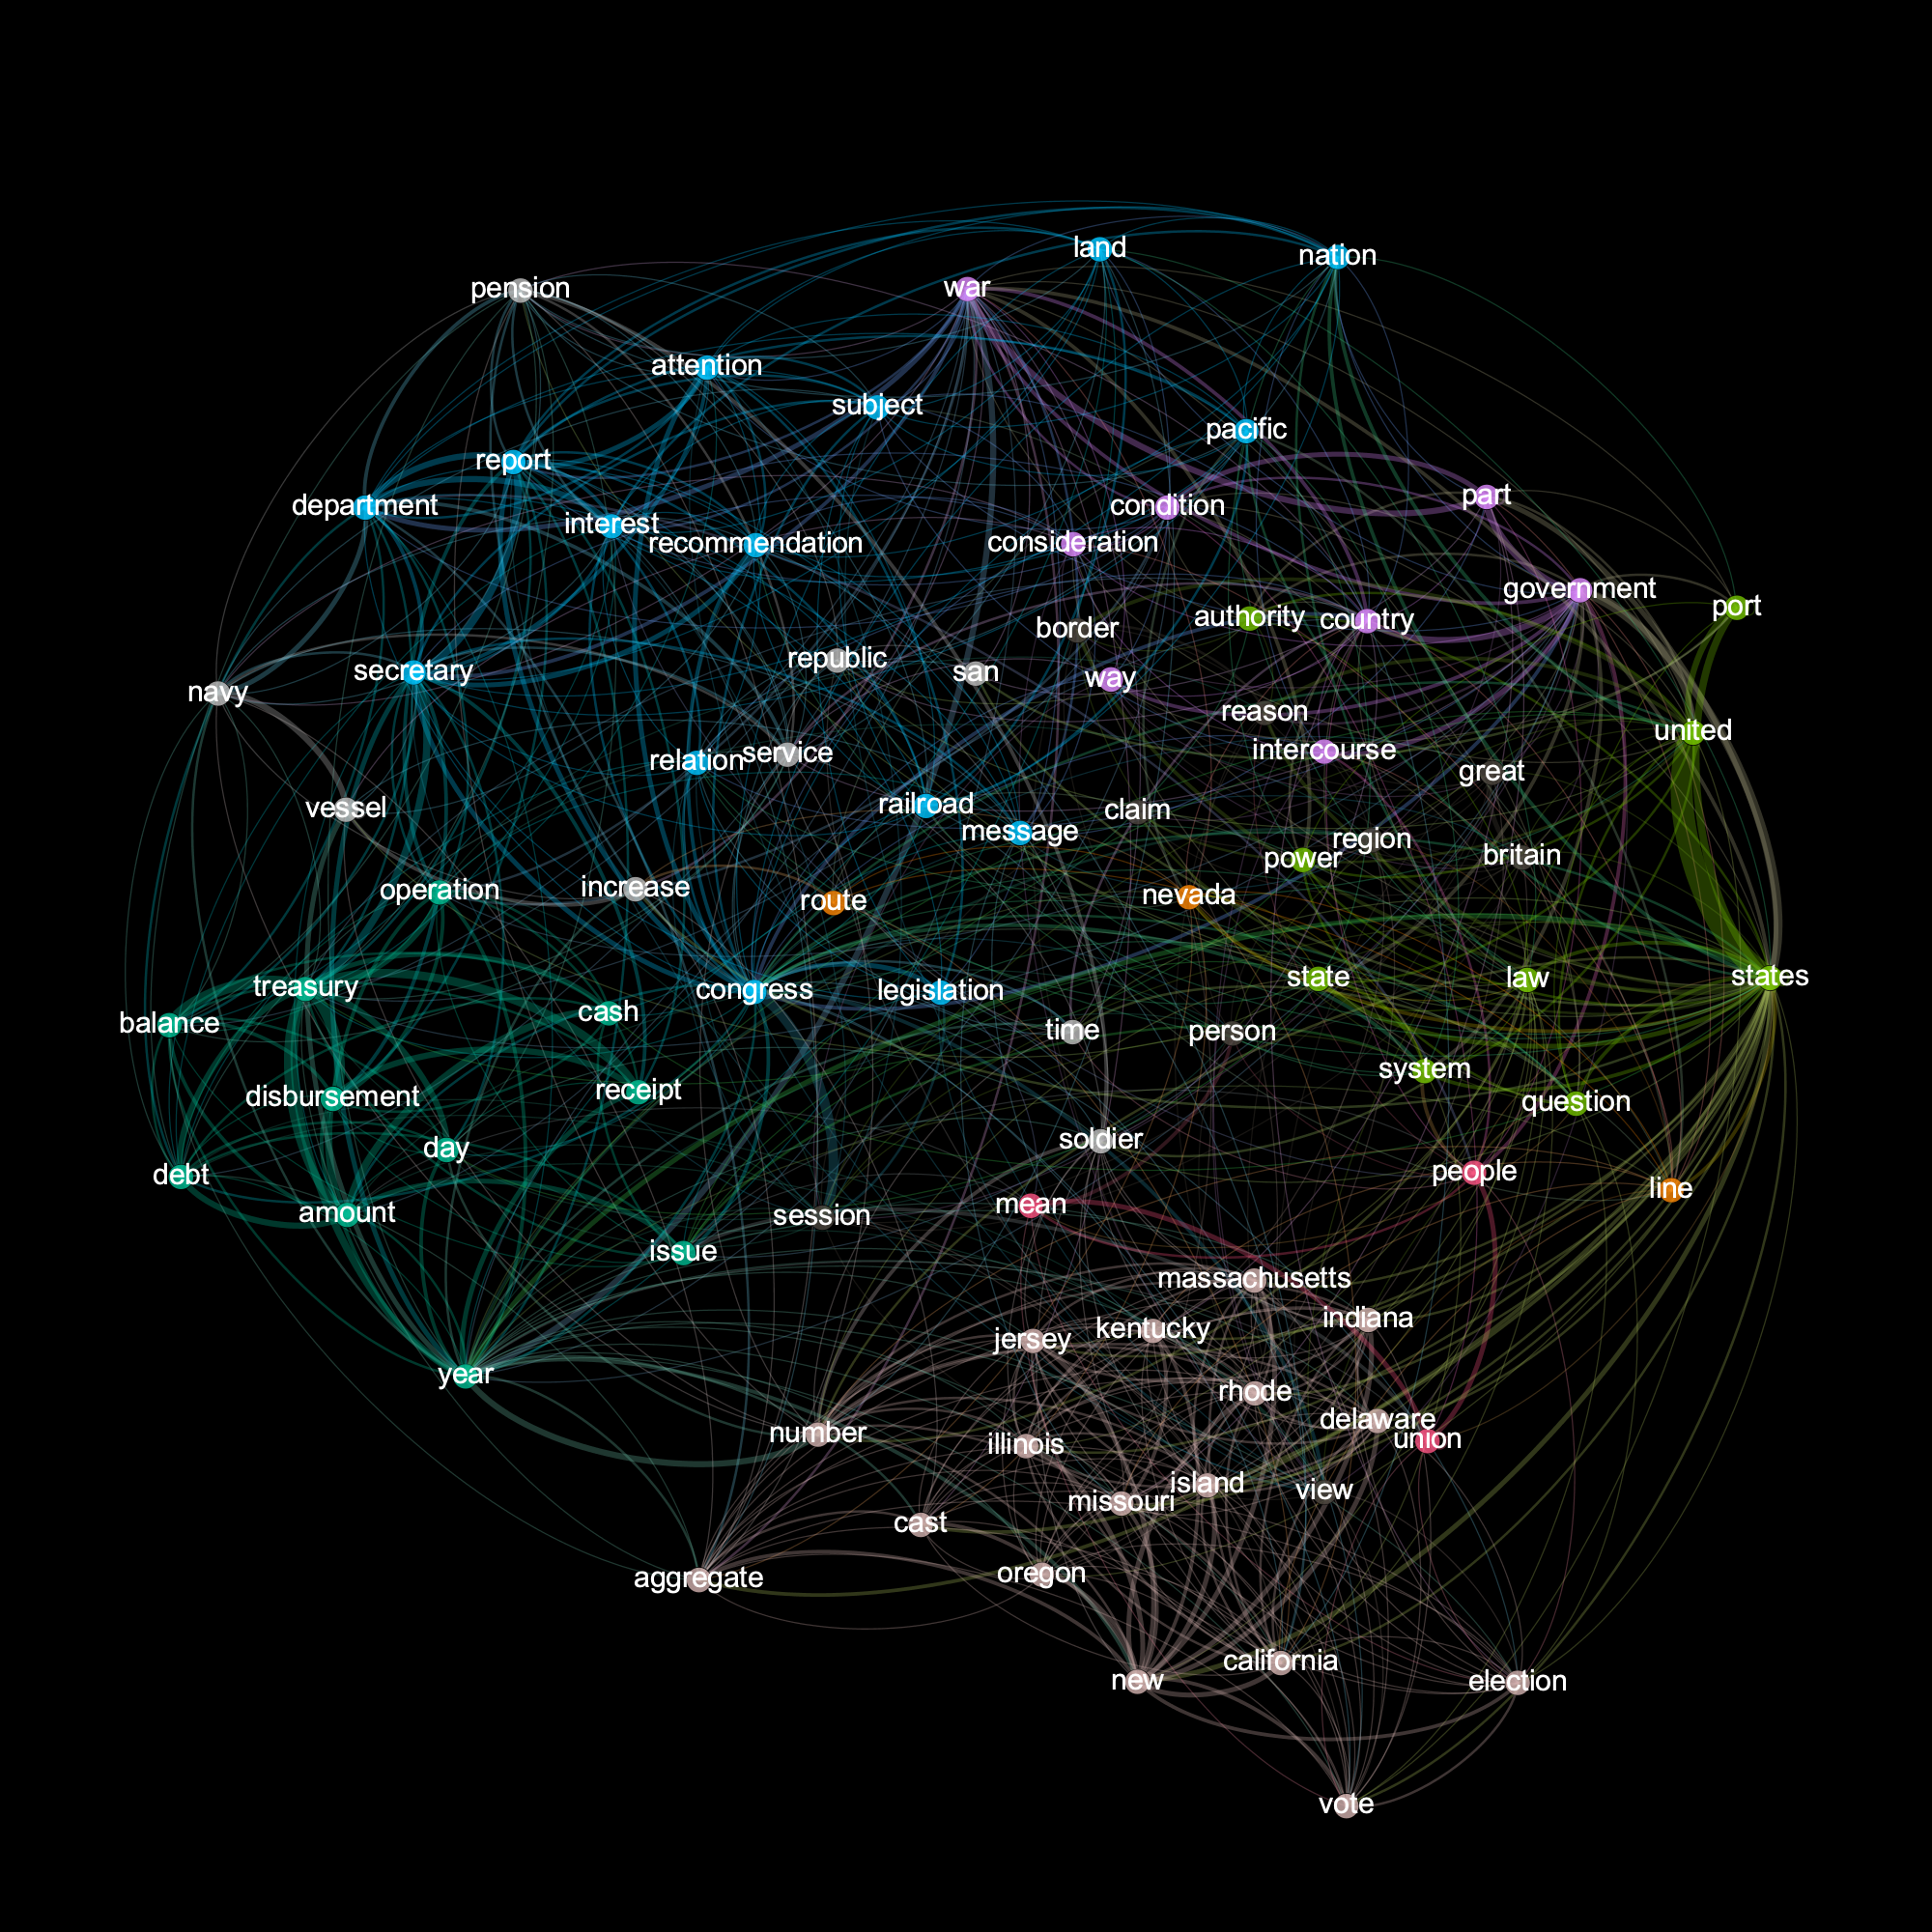 land
nation
pension
war
attention
subject
pacific
report
department
interest
recommendation
condition
consideration
part
government
port
authority
country
border
republic
san
way
secretary
navy
reason
united
relation
service
intercourse
great
vessel
railroad
message
claim
region
power
britain
operation
increase
route
nevada
treasury
congress
legislation
state
law
states
balance
cash
time
person
disbursement
receipt
system
question
day
soldier
debt
people
line
amount
session
mean
issue
massachusetts
indiana
jersey
kentucky
year
rhode
delaware
number
illinois
union
island
view
missouri
cast
aggregate
oregon
california
new
election
vote